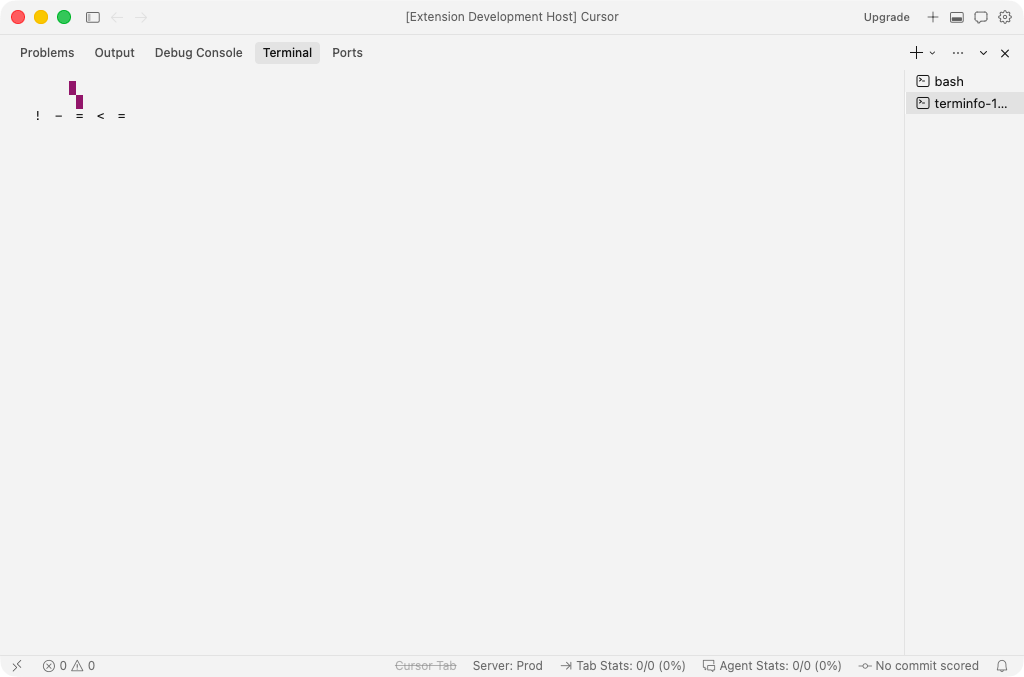 [Extension Development Host] Cursor
Upgrade
Problems Output Debug Console Terminal Ports
! - = < =
bash
terminfo-1...
0 0 Cursor Tab Server: Prod Tab Stats: 0/0 (0%) Agent Stats: 0/0 (0%) No commit scored